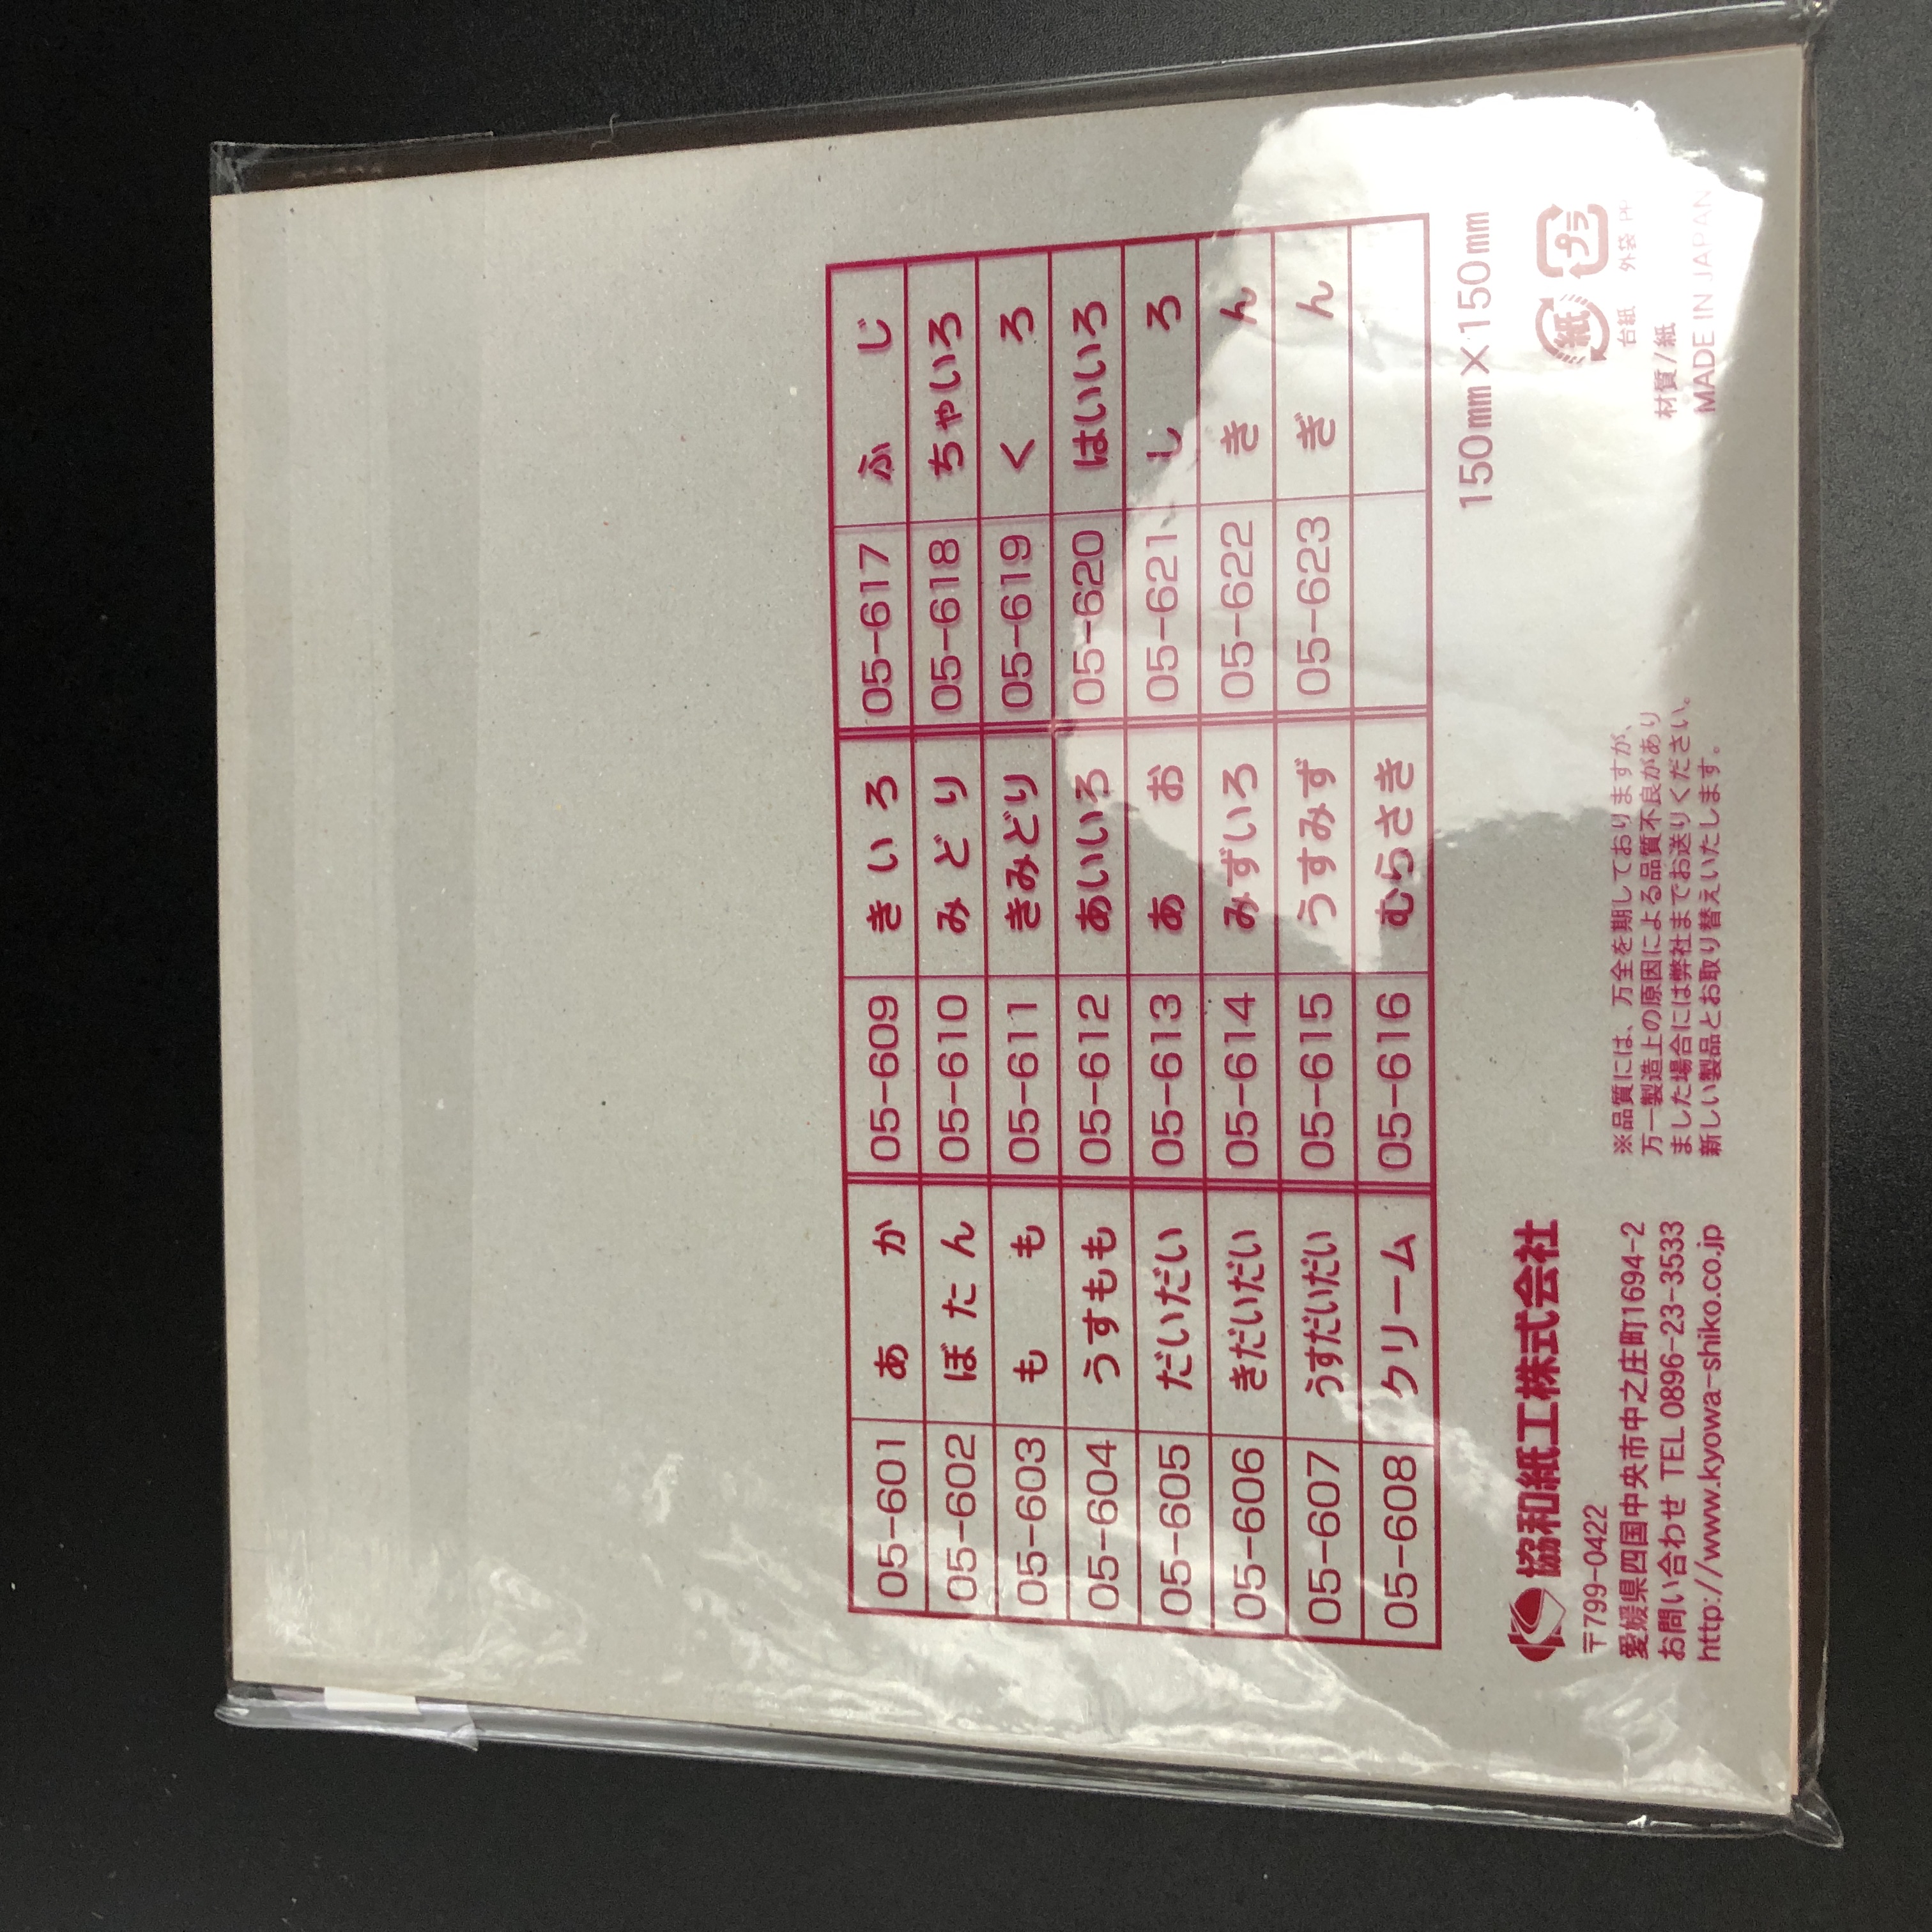 05-601 あか 05-609 きいろ 05-617 ふじ
05-602 ぼたん 05-610 みどり 05-618 ちゃいろ
05-603 もも 05-611 きみどり 05-619 くろ
05-604 うすもも 05-612 あいいろ 05-620 はいいろ
05-605 だいだい 05-613 あお 05-621 しろ
05-606 きだいだい 05-614 みずいろ 05-622 きん
05-607 うすだいだい 05-615 うすみず 05-623 ぎん
05-608 クリーム 05-616 むらさき
150mm×150mm
協和紙工株式会社
〒799-0422
愛媛県四国中央市中之庄町1694-2
お問い合わせ TEL 0896-23-3533
http://www.kyowa-shiko.co.jp
※品質には、万全を期しておりますが、
万一製造上の原因による品質不良があり
ました場合には弊社までお送りください。
新しい製品とお取り替えいたします。
紙 プラ
台紙 外袋 PP
材質/紙
MADE IN JAPAN